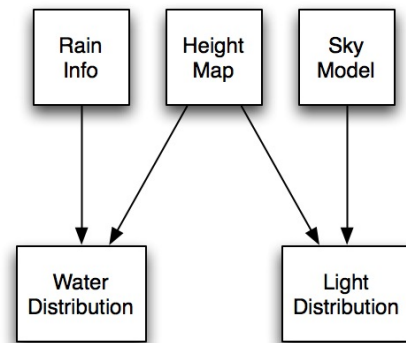 Rain
Info
Height
Map
Sky
Model
Water
Distribution
Light
Distribution